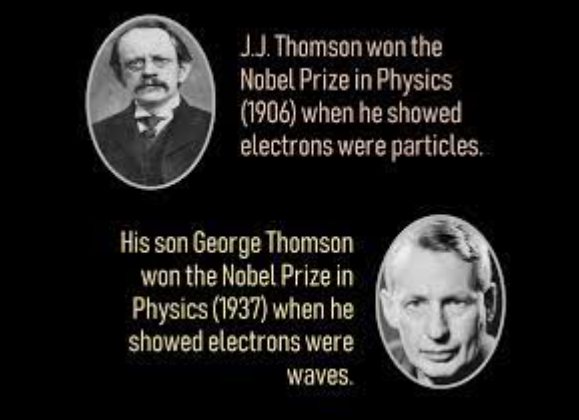 J.J. Thomson won the
Nobel Prize in Physics
(1906) when he showed
electrons were particles.
His son George Thomson
won the Nobel Prize in
Physics (1937) when he
showed electrons were
waves.